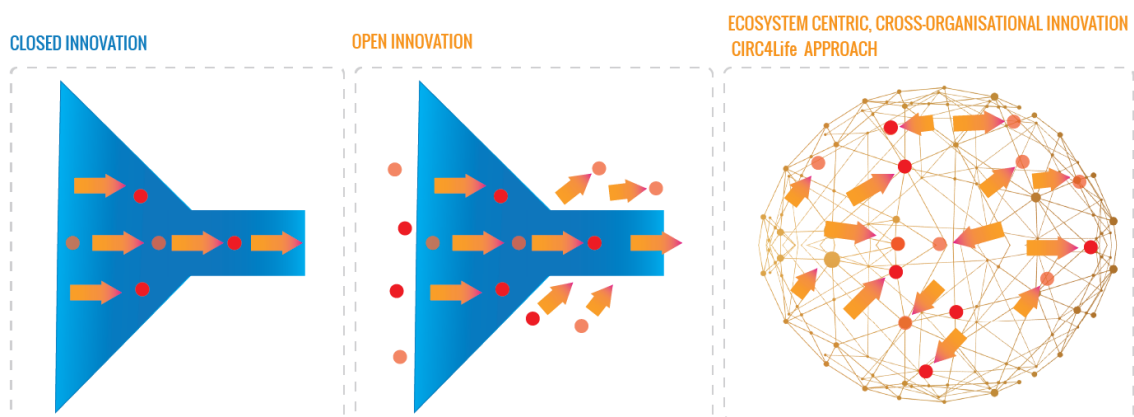 CLOSED INNOVATION
OPEN INNOVATION
ECOSYSTEM CENTRIC, CROSS-ORGANISATIONAL INNOVATION
CIRC4Life APPROACH